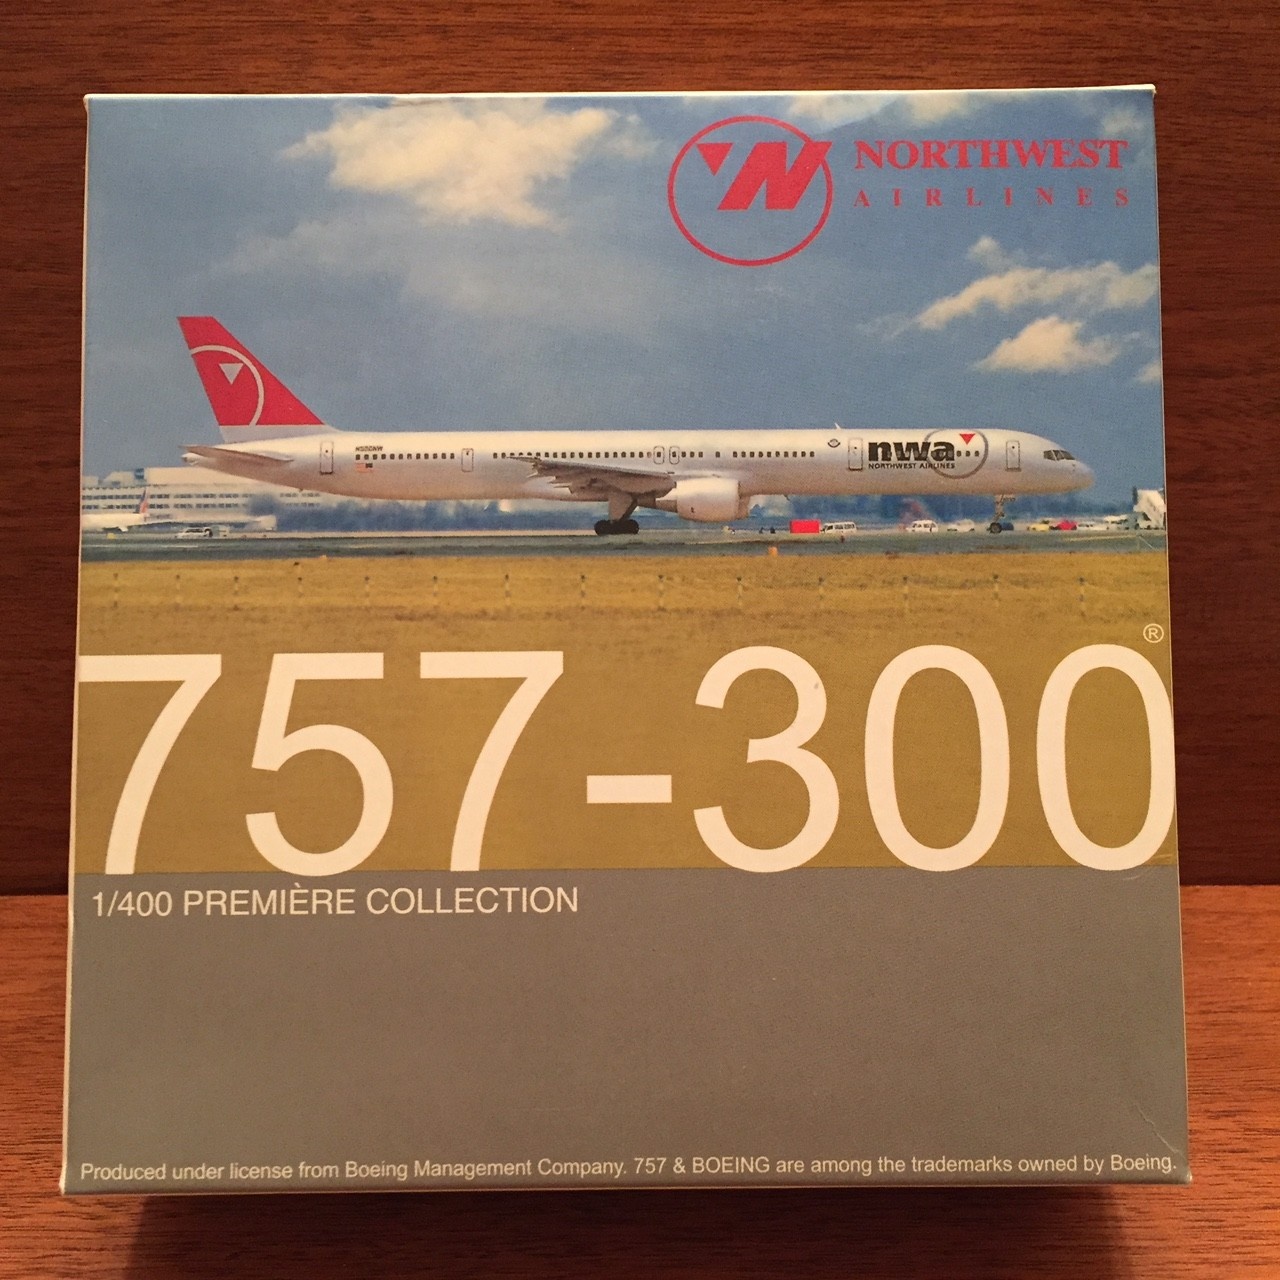 NORTHWEST
AIRLINES
nwa
NORTHWEST AIRLINES
757-300®
1/400 PREMIÈRE COLLECTION
Produced under license from Boeing Management Company. 757 & BOEING are among the trademarks owned by Boeing.